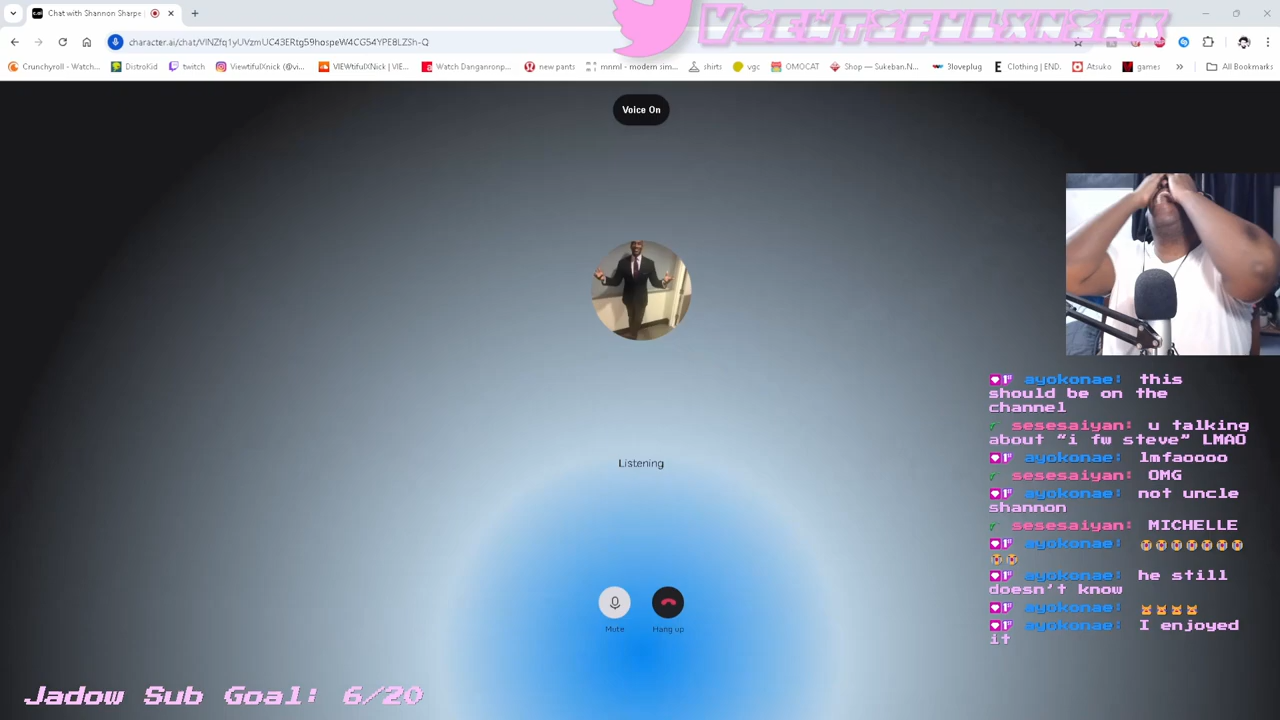 Chat with Shannon Sharpe |
character.ai/chat/VINZfq1yUVzmUC43ERtg59hospeW4CG54YPE8LZSh-Q
Crunchyroll - Watch... DistroKid twitch ViewtifulXNick (@vi... VIEWtifulXNick | VIE... Watch Danganronp... new pants mnml - modern sim... shirts vgc OMOCAT Shop — Sukeban.N... 3loveplug Clothing | END. Atsuko games » All Bookmarks
Voice On
Listening
Mute
Hang up
ayokonae: this
should be on the
channel
sesesaiyan: u talking
about "i fw steve" LMAO
ayokonae: lmfaoooo
sesesaiyan: OMG
ayokonae: not uncle
shannon
sesesaiyan: MICHELLE
ayokonae: 😭😭😭😭😭😭😭
😭😭
ayokonae: he still
doesn't know
ayokonae:
ayokonae: I enjoyed
it
Jadow Sub Goal: 6/20